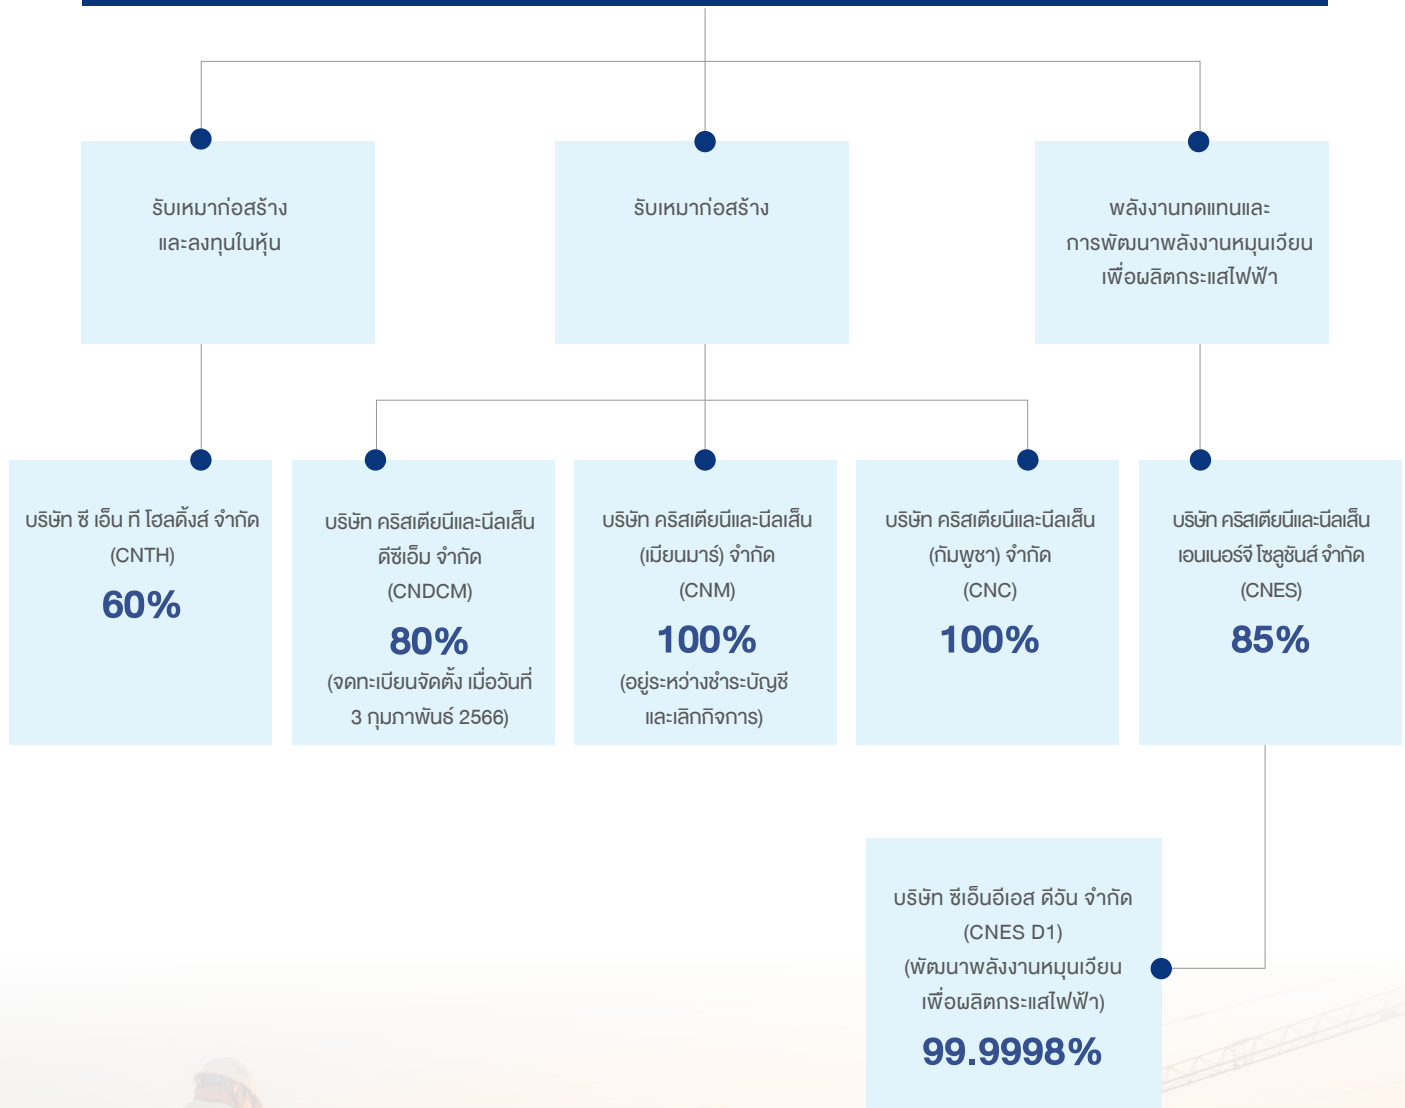 รับเหมาก่อสร้าง
และลงทุนในหุ้น
รับเหมาก่อสร้าง
พลังงานทดแทนและ
การพัฒนาพลังงานหมุนเวียน
เพื่อผลิตกระแสไฟฟ้า
บริษัท ซี เอ็น ที โฮลดิ้งส์ จำกัด
(CNTH)
60%
บริษัท คริสเตียนีและนีลเส็น
ดีซีเอ็ม จำกัด
(CNDCM)
80%
(จดทะเบียนจัดตั้ง เมื่อวันที่
3 กุมภาพันธ์ 2566)
บริษัท คริสเตียนีและนีลเส็น
(เมียนมาร์) จำกัด
(CNM)
100%
(อยู่ระหว่างชำระบัญชี
และเลิกกิจการ)
บริษัท คริสเตียนีและนีลเส็น
(กัมพูชา) จำกัด
(CNC)
100%
บริษัท คริสเตียนีและนีลเส็น
เอนเนอร์จี โซลูชันส์ จำกัด
(CNES)
85%
บริษัท ซีเอ็นอีเอส ดีวัน จำกัด
(CNES D1)
(พัฒนาพลังงานหมุนเวียน
เพื่อผลิตกระแสไฟฟ้า)
99.9998%